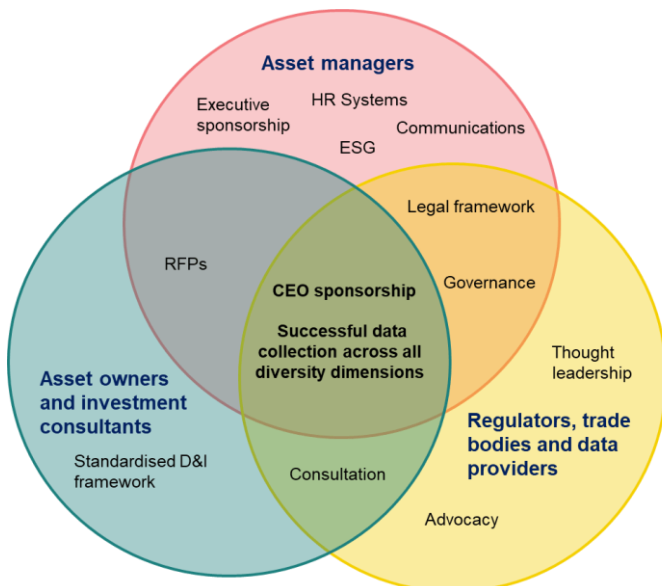 Asset managers
HR Systems
Executive
sponsorship
Communications
ESG
Legal framework
RFPs
Governance
CEO sponsorship
Successful data
collection across all
diversity dimensions
Thought
leadership
Asset owners
and investment
consultants
Standardised D&I
framework
Regulators, trade
bodies and data
providers
Consultation
Advocacy